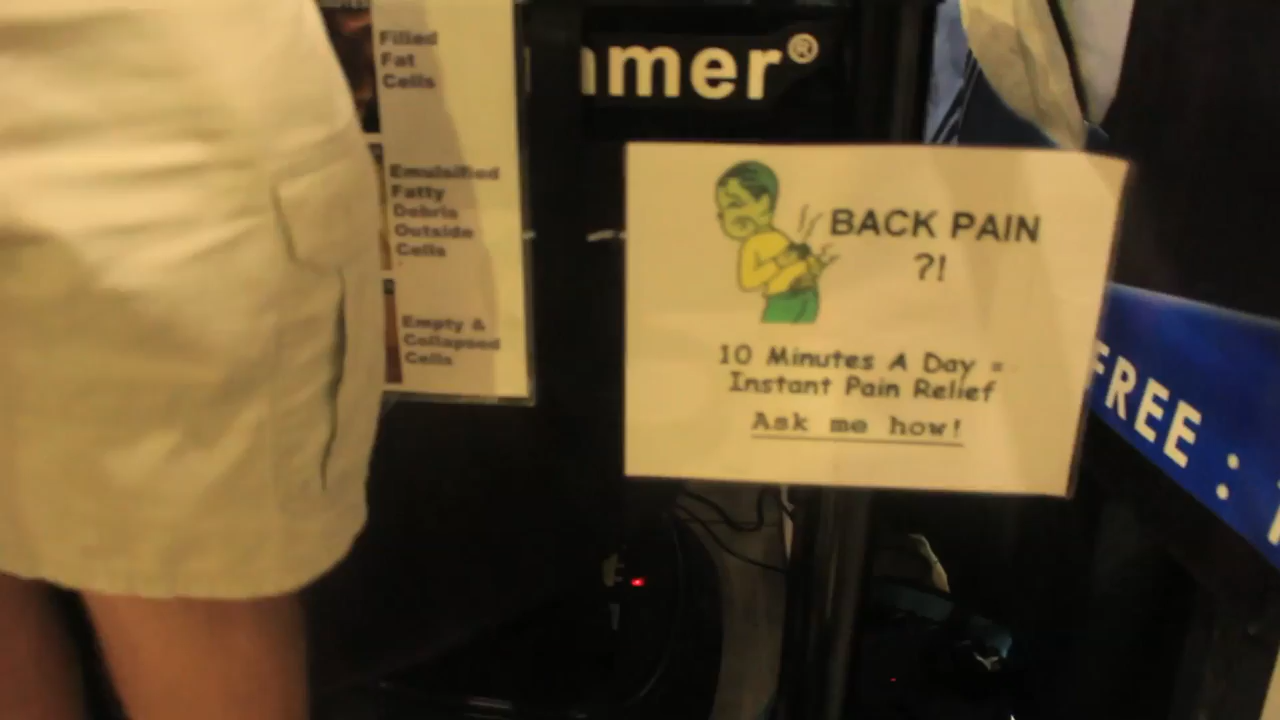 Filled
Fat
Cells
Emulsified
Fatty
Debris
Outside
Cells
Empty &
Collapsed
Cells
mer®
BACK PAIN
?!
10 Minutes A Day =
Instant Pain Relief
Ask me how!
FREE :